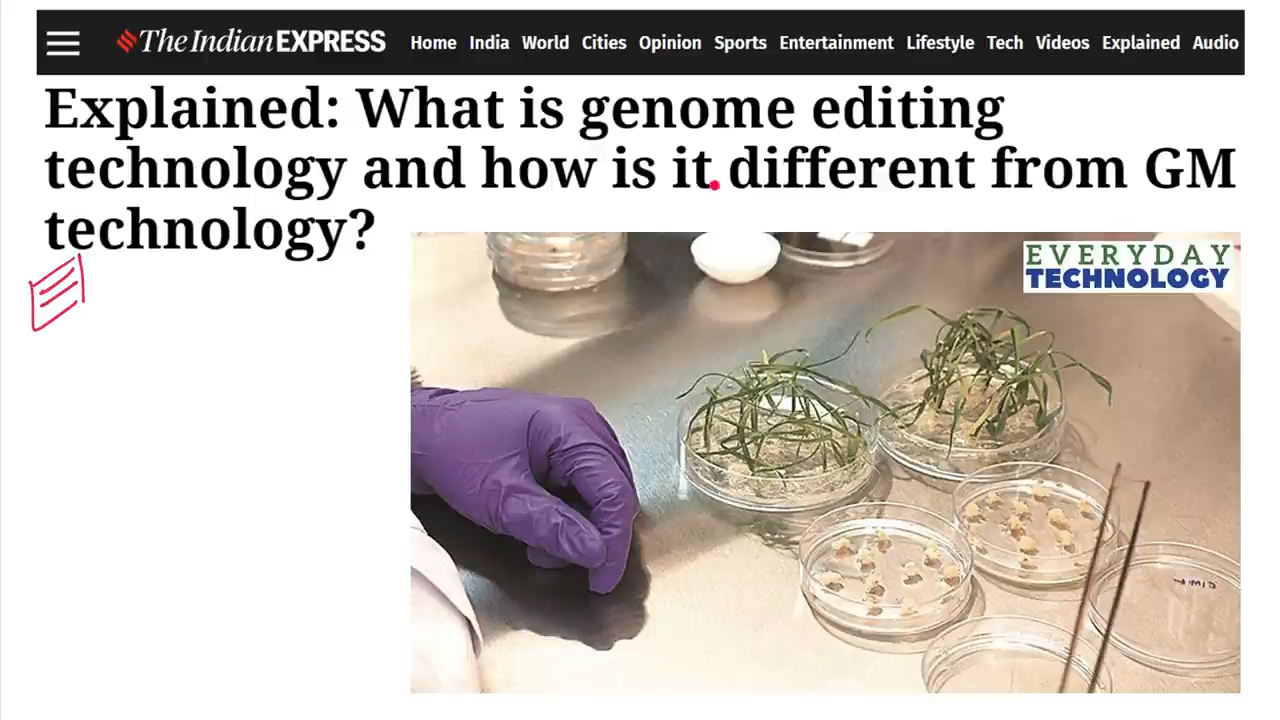 The Indian EXPRESS
Home India World Cities Opinion Sports Entertainment Lifestyle Tech Videos Explained Audio
Explained: What is genome editing
technology and how is it different from GM
technology?
EVERYDAY
TECHNOLOGY